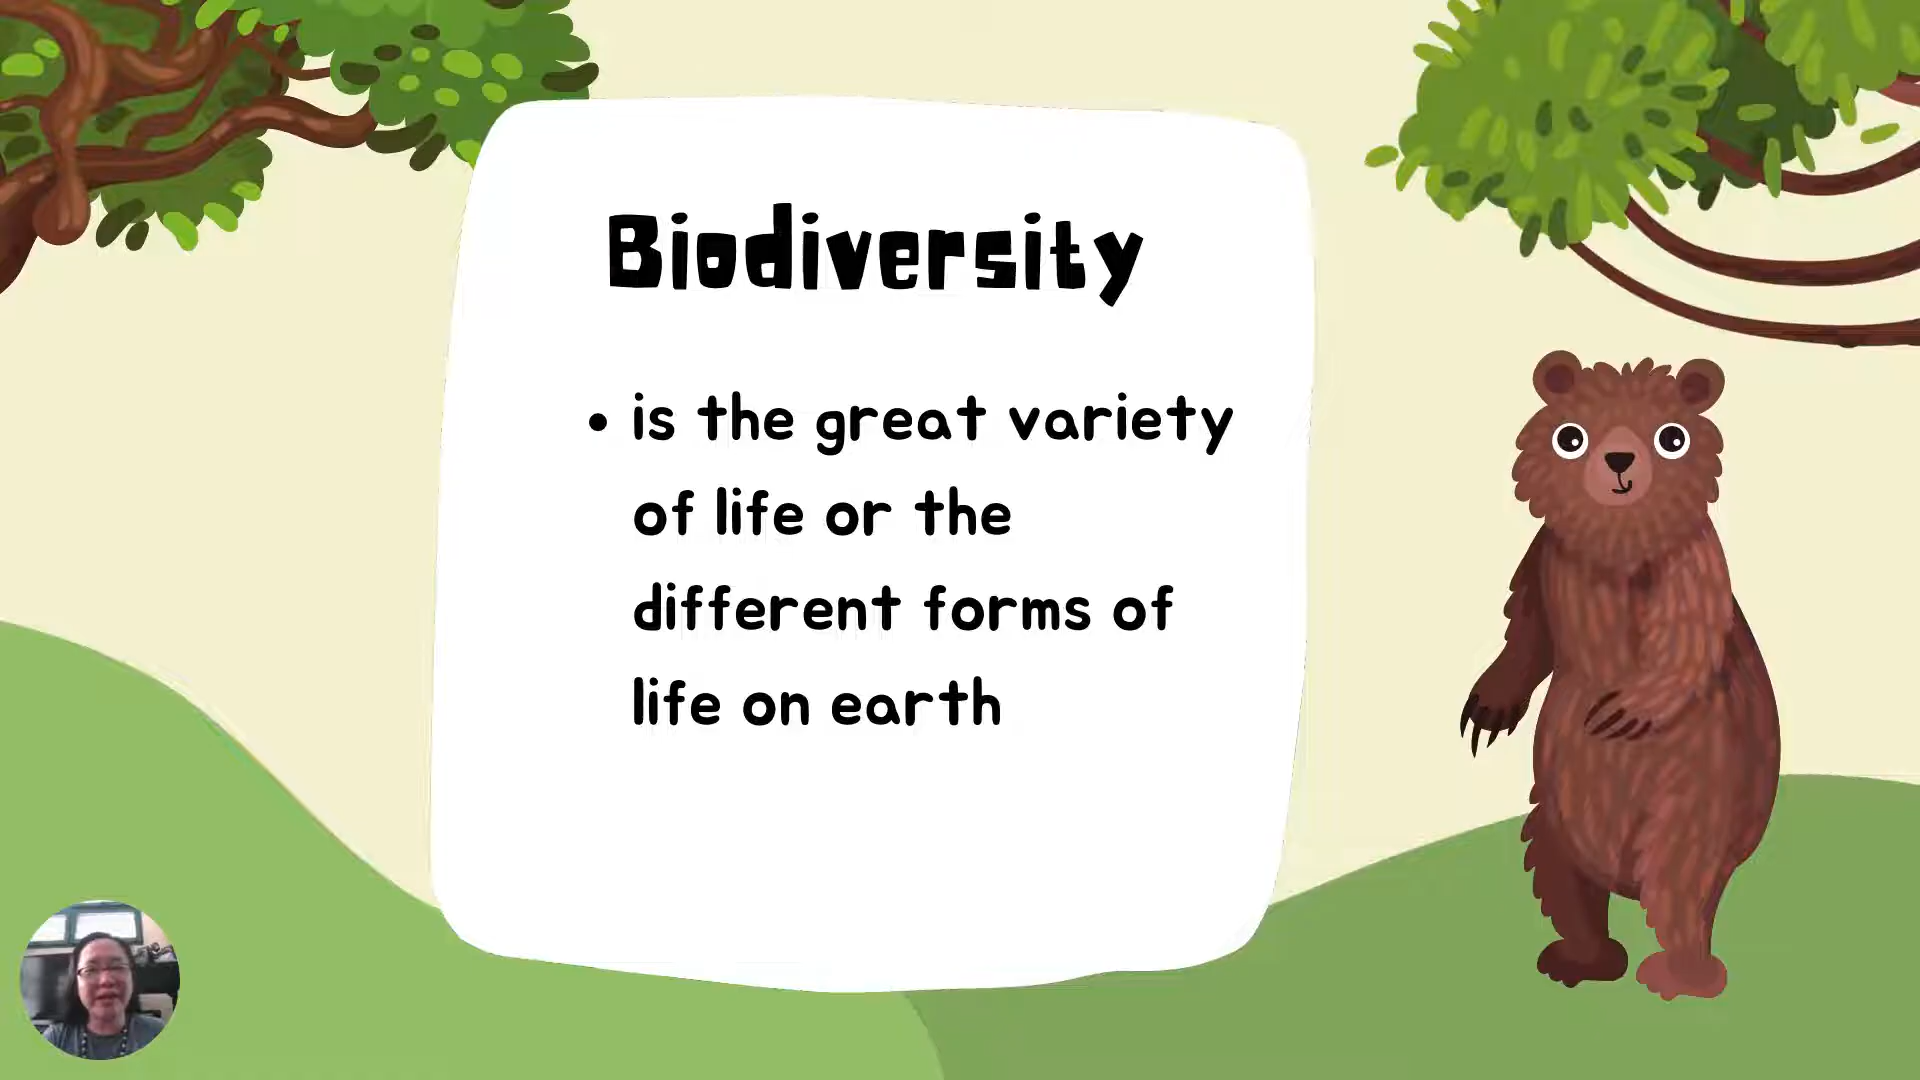 Biodiversity
• is the great variety
of life or the
different forms of
life on earth